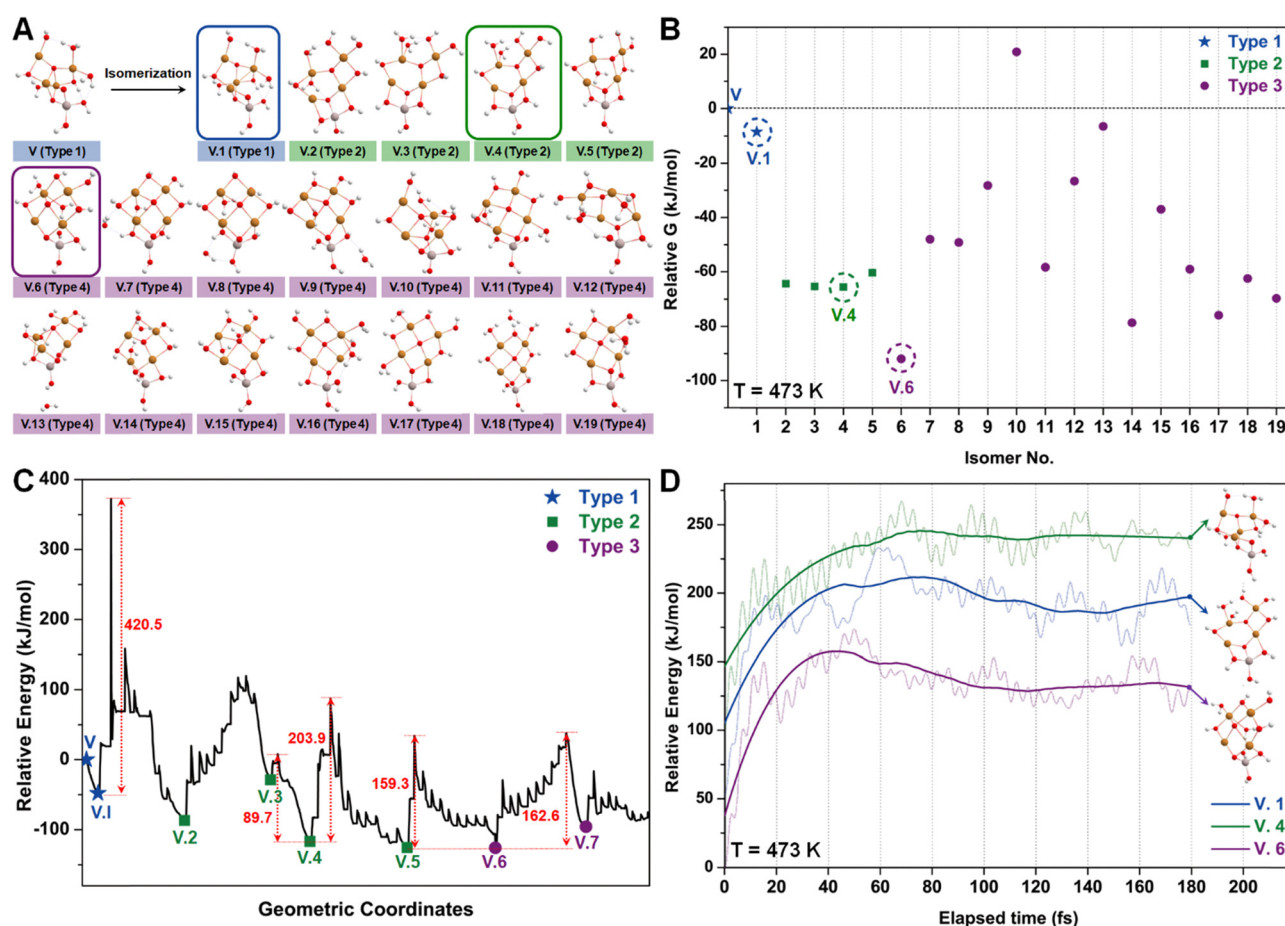 A
Isomerization
V (Type 1)
V.1 (Type 1)
V.2 (Type 2)
V.3 (Type 2)
V.4 (Type 2)
V.5 (Type 2)
V.6 (Type 4)
V.7 (Type 4)
V.8 (Type 4)
V.9 (Type 4)
V.10 (Type 4)
V.11 (Type 4)
V.12 (Type 4)
V.13 (Type 4)
V.14 (Type 4)
V.15 (Type 4)
V.16 (Type 4)
V.17 (Type 4)
V.18 (Type 4)
V.19 (Type 4)
B
Relative G (kJ/mol)
20
0
-20
-40
-60
-80
-100
Type 1
Type 2
Type 3
V
V.1
V.4
V.6
T = 473 K
1 2 3 4 5 6 7 8 9 10 11 12 13 14 15 16 17 18 19
Isomer No.
C
Relative Energy (kJ/mol)
400
300
200
100
0
-100
Type 1
Type 2
Type 3
420.5
203.9
89.7
159.3
162.6
V
V.I
V.2
V.3
V.4
V.5
V.6
V.7
Geometric Coordinates
D
Relative Energy (kJ/mol)
250
200
150
100
50
0
V. 1
V. 4
V. 6
T = 473 K
0 20 40 60 80 100 120 140 160 180 200
Elapsed time (fs)